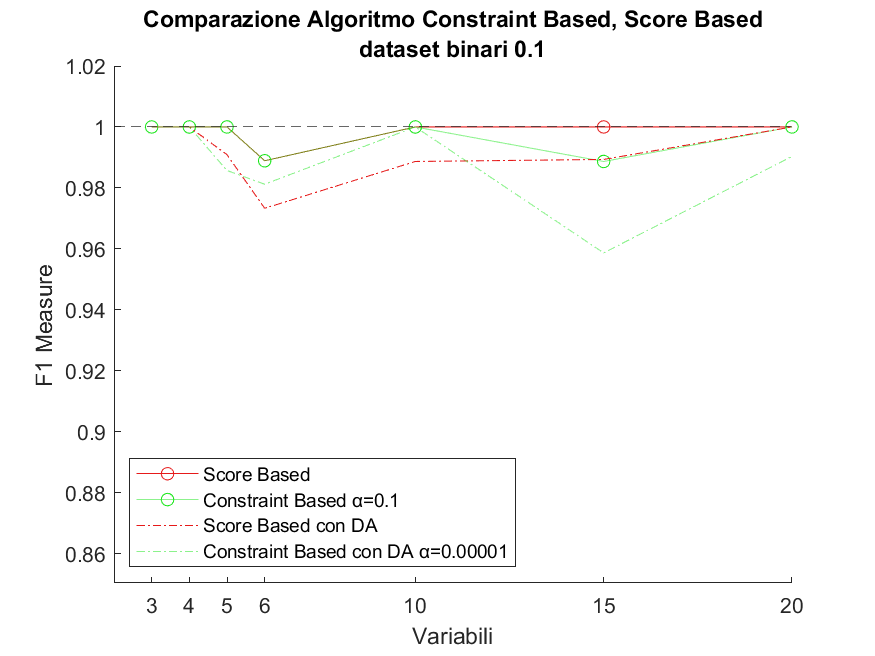 Comparazione Algoritmo Constraint Based, Score Based
dataset binari 0.1
1.02
1
0.98
0.96
0.94
0.92
0.9
0.88
0.86
F1 Measure
Score Based
Constraint Based α=0.1
Score Based con DA
Constraint Based con DA α=0.00001
3 4 5 6 10 15 20
Variabili